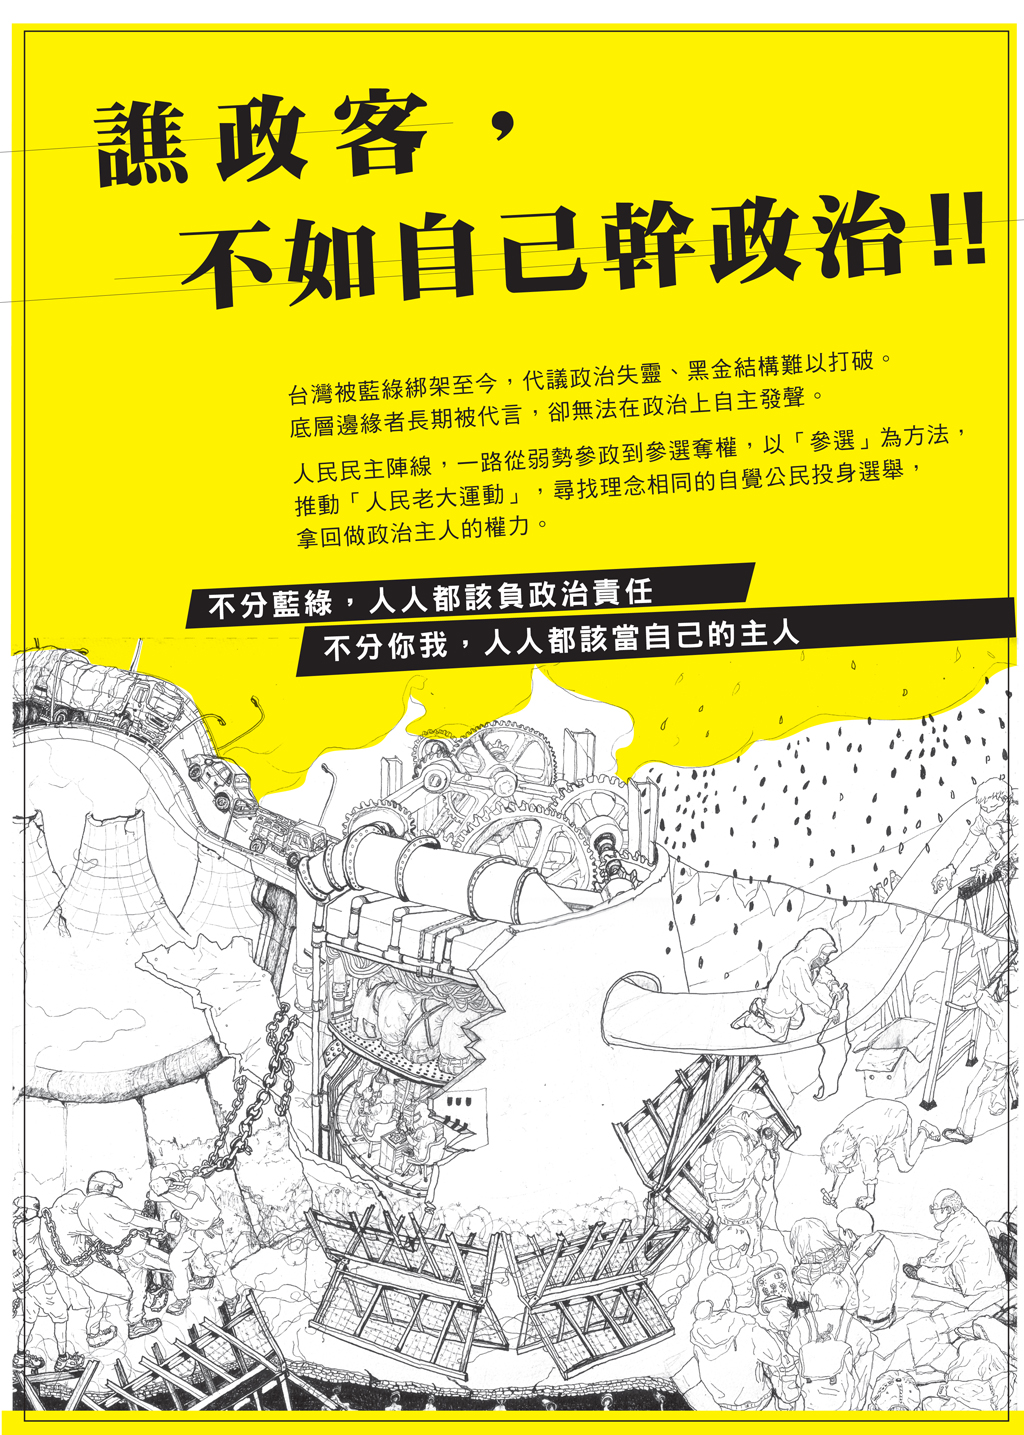 譙政客，
不如自己幹政治!!
台灣被藍綠綁架至今，代議政治失靈、黑金結構難以打破。
底層邊緣者長期被代言，卻無法在政治上自主發聲。
人民民主陣線，一路從弱勢參政到參選奪權，以「參選」為方法，
推動「人民老大運動」，尋找理念相同的自覺公民投身選舉，
拿回做政治主人的權力。
不分藍綠，人人都該負政治責任
不分你我，人人都該當自己的主人